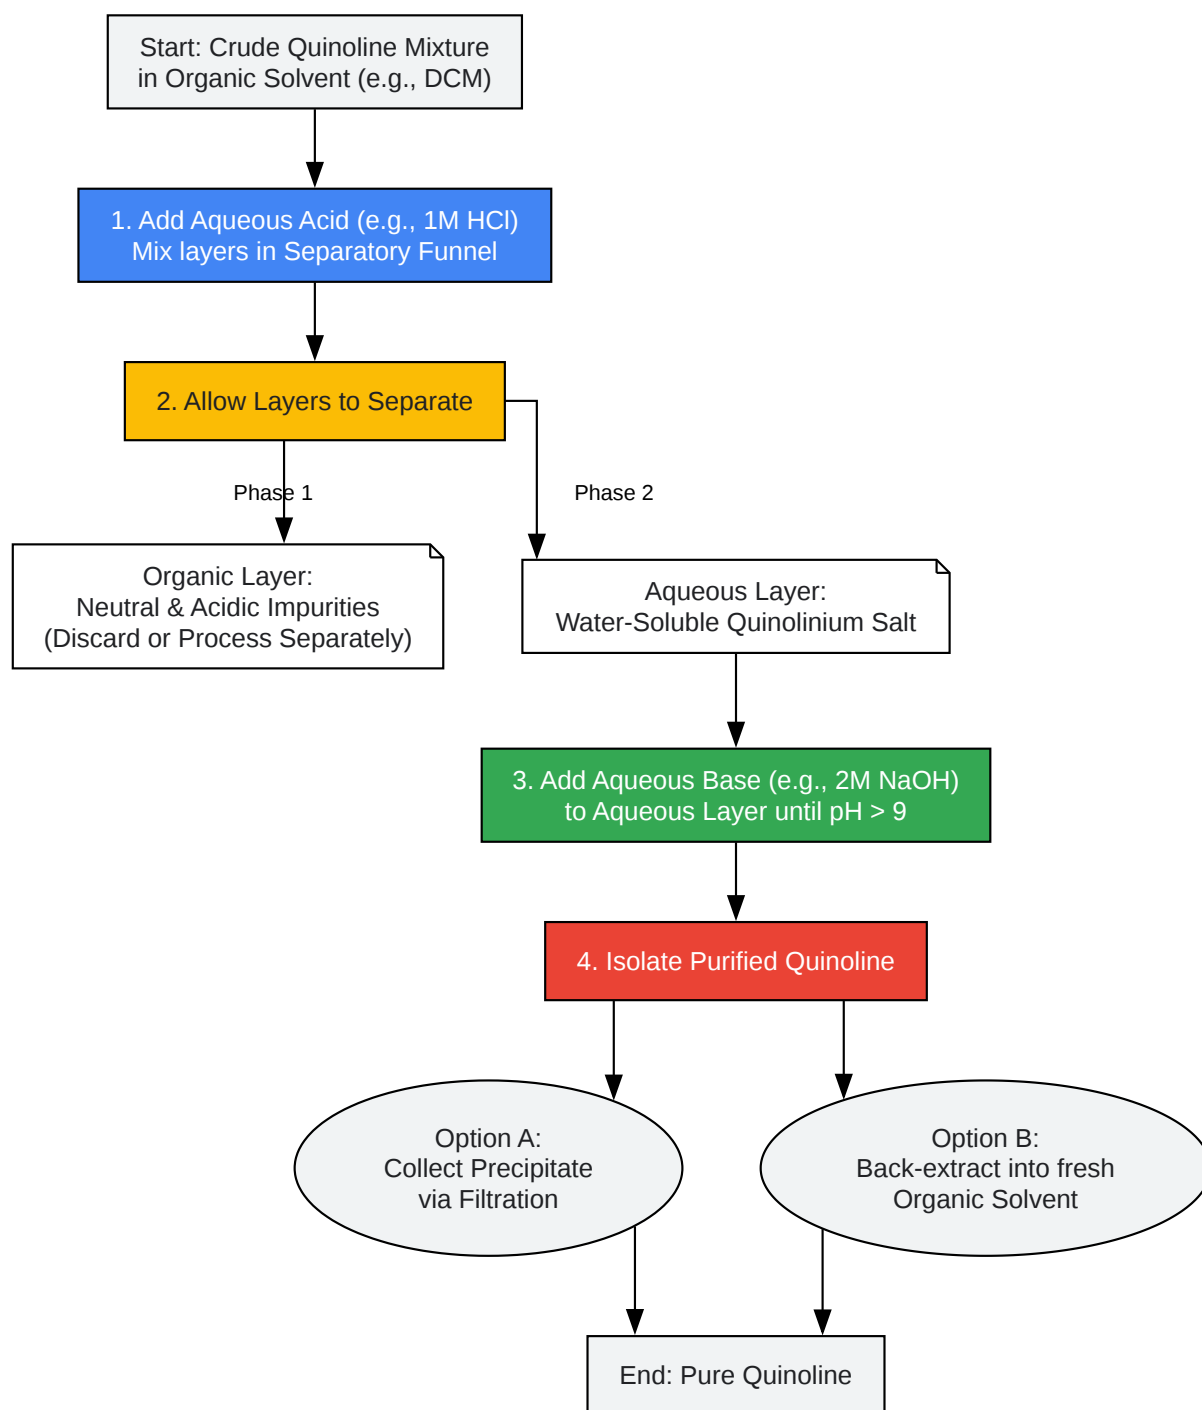 Start: Crude Quinoline Mixture
in Organic Solvent (e.g., DCM)
1. Add Aqueous Acid (e.g., 1M HCl)
Mix layers in Separatory Funnel
2. Allow Layers to Separate
Phase 1
Phase 2
Organic Layer:
Neutral & Acidic Impurities
(Discard or Process Separately)
Aqueous Layer:
Water-Soluble Quinolinium Salt
3. Add Aqueous Base (e.g., 2M NaOH)
to Aqueous Layer until pH > 9
4. Isolate Purified Quinoline
Option A:
Collect Precipitate
via Filtration
Option B:
Back-extract into fresh
Organic Solvent
End: Pure Quinoline